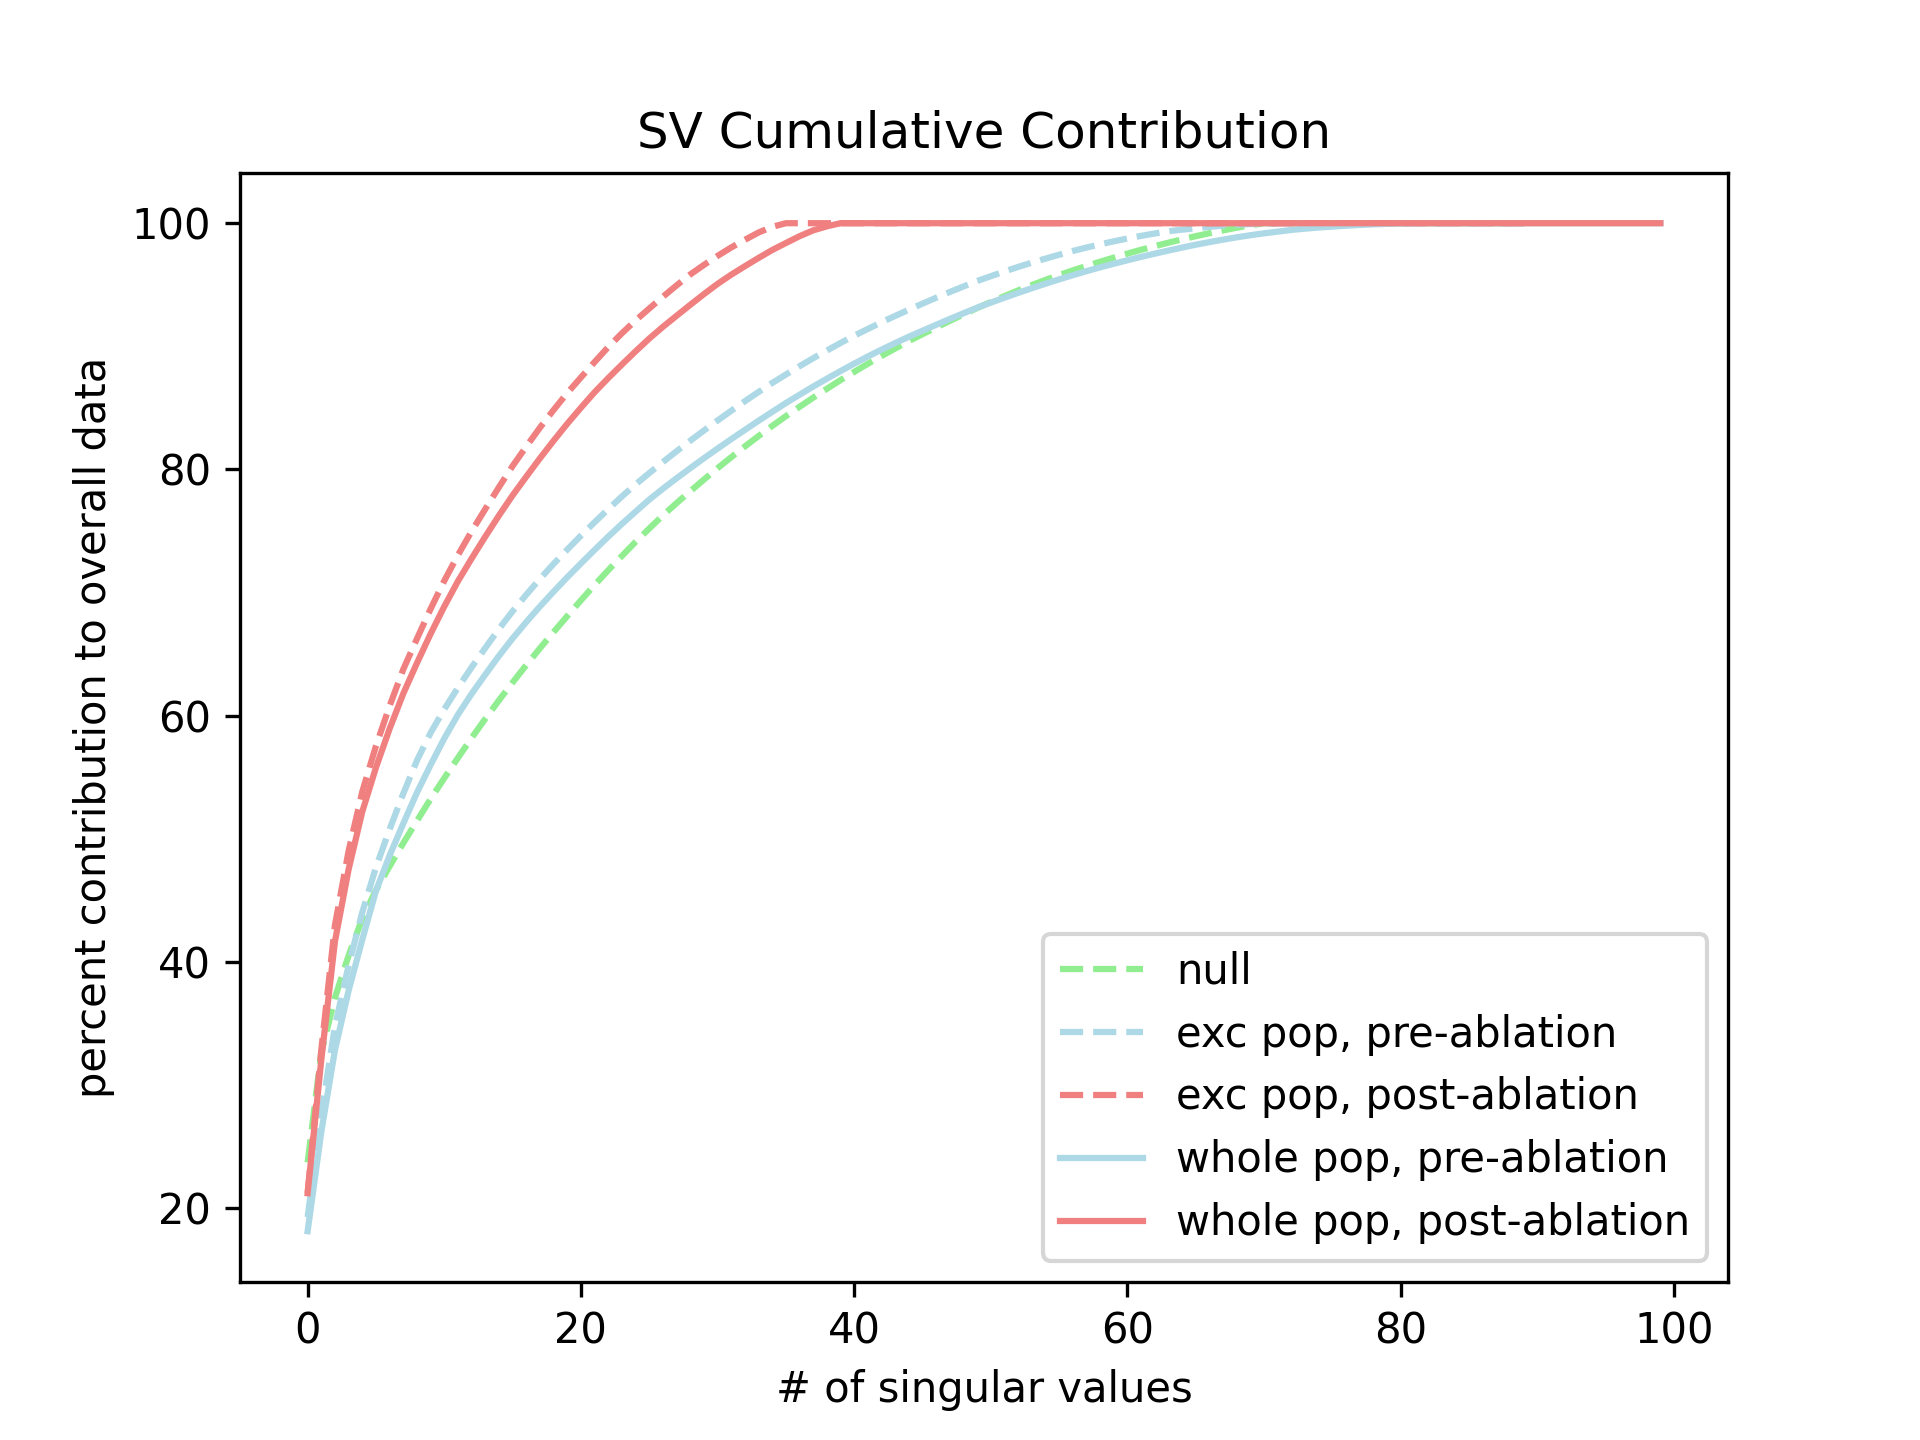 SV Cumulative Contribution
percent contribution to overall data
100
80
60
40
20
null
exc pop, pre-ablation
exc pop, post-ablation
whole pop, pre-ablation
whole pop, post-ablation
0 20 40 60 80 100
# of singular values